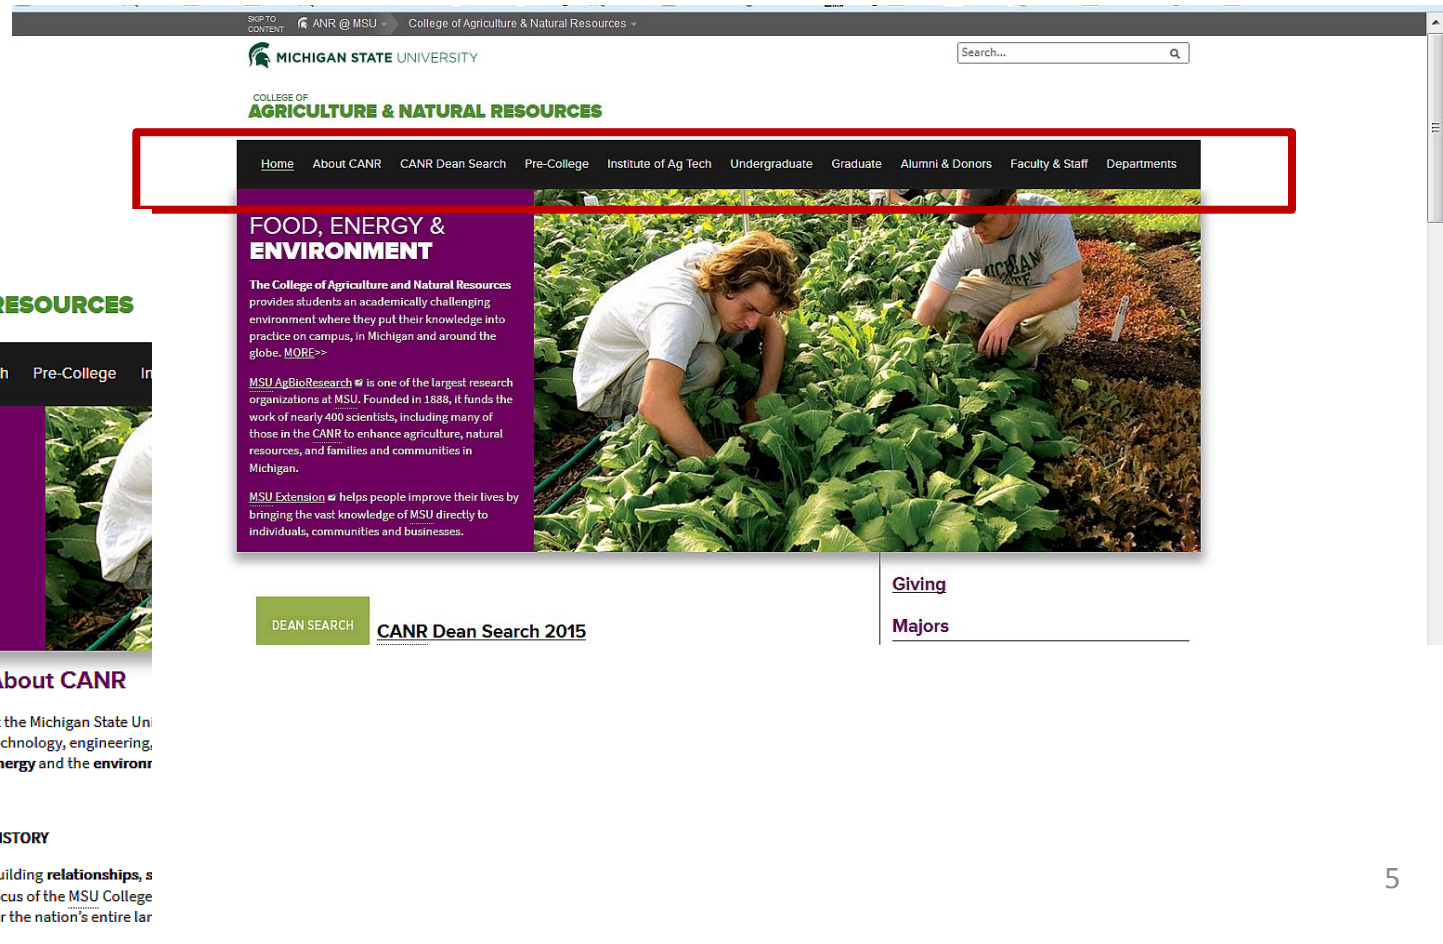 SKIP TO
CONTENT
ANR @ MSU
College of Agriculture & Natural Resources
MICHIGAN STATE UNIVERSITY
Search...
COLLEGE OF
AGRICULTURE & NATURAL RESOURCES
Home About CANR CANR Dean Search Pre-College Institute of Ag Tech Undergraduate Graduate Alumni & Donors Faculty & Staff Departments
FOOD, ENERGY &
ENVIRONMENT
The College of Agriculture and Natural Resources
provides students an academically challenging
environment where they put their knowledge into
practice on campus, in Michigan and around the
globe. MORE>>
MSU AgBioResearch is one of the largest research
organizations at MSU. Founded in 1888, it funds the
work of nearly 400 scientists, including many of
those in the CANR to enhance agriculture, natural
resources, and families and communities in
Michigan.
MSU Extension helps people improve their lives by
bringing the vast knowledge of MSU directly to
individuals, communities and businesses.
MICHIGAN
STATE
DEAN SEARCH
CANR Dean Search 2015
Giving
Majors
RESOURCES
h Pre-College In
About CANR
t the Michigan State Uni
chnology, engineering,
nergy and the environm
ISTORY
uilding relationships, s
cus of the MSU College
r the nation's entire lar
5